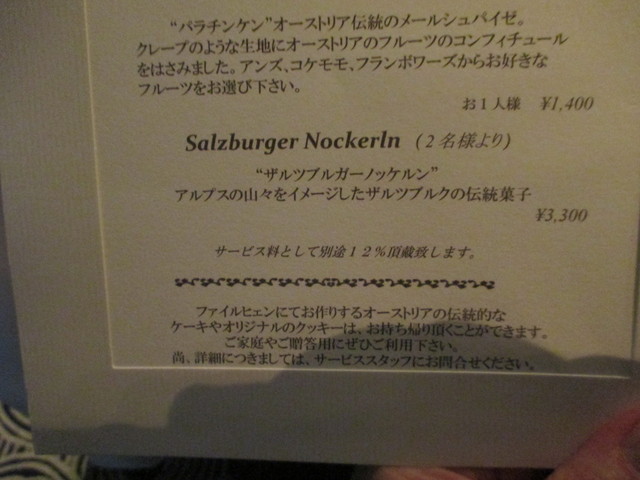 “パラチンケン”オーストリア伝統のメールシュパイゼ。
クレープのような生地にオーストリアのフルーツのコンフィチュール
をはさみました。アンズ、コケモモ、フランボワーズからお好きな
フルーツをお選び下さい。
お１人様 ¥1,400
Salzburger Nockerln (２名様より)
“ザルツブルガーノッケルン”
アルプスの山々をイメージしたザルツブルクの伝統菓子
¥3,300
サービス料として別途１２％頂戴致します。
ファイルヒェンにてお作りするオーストリアの伝統的な
ケーキやオリジナルのクッキーは、お持ち帰り頂くことができます。
ご家庭やご贈答用にぜひご利用下さい。
尚、詳細につきましては、サービススタッフにお問合せください。